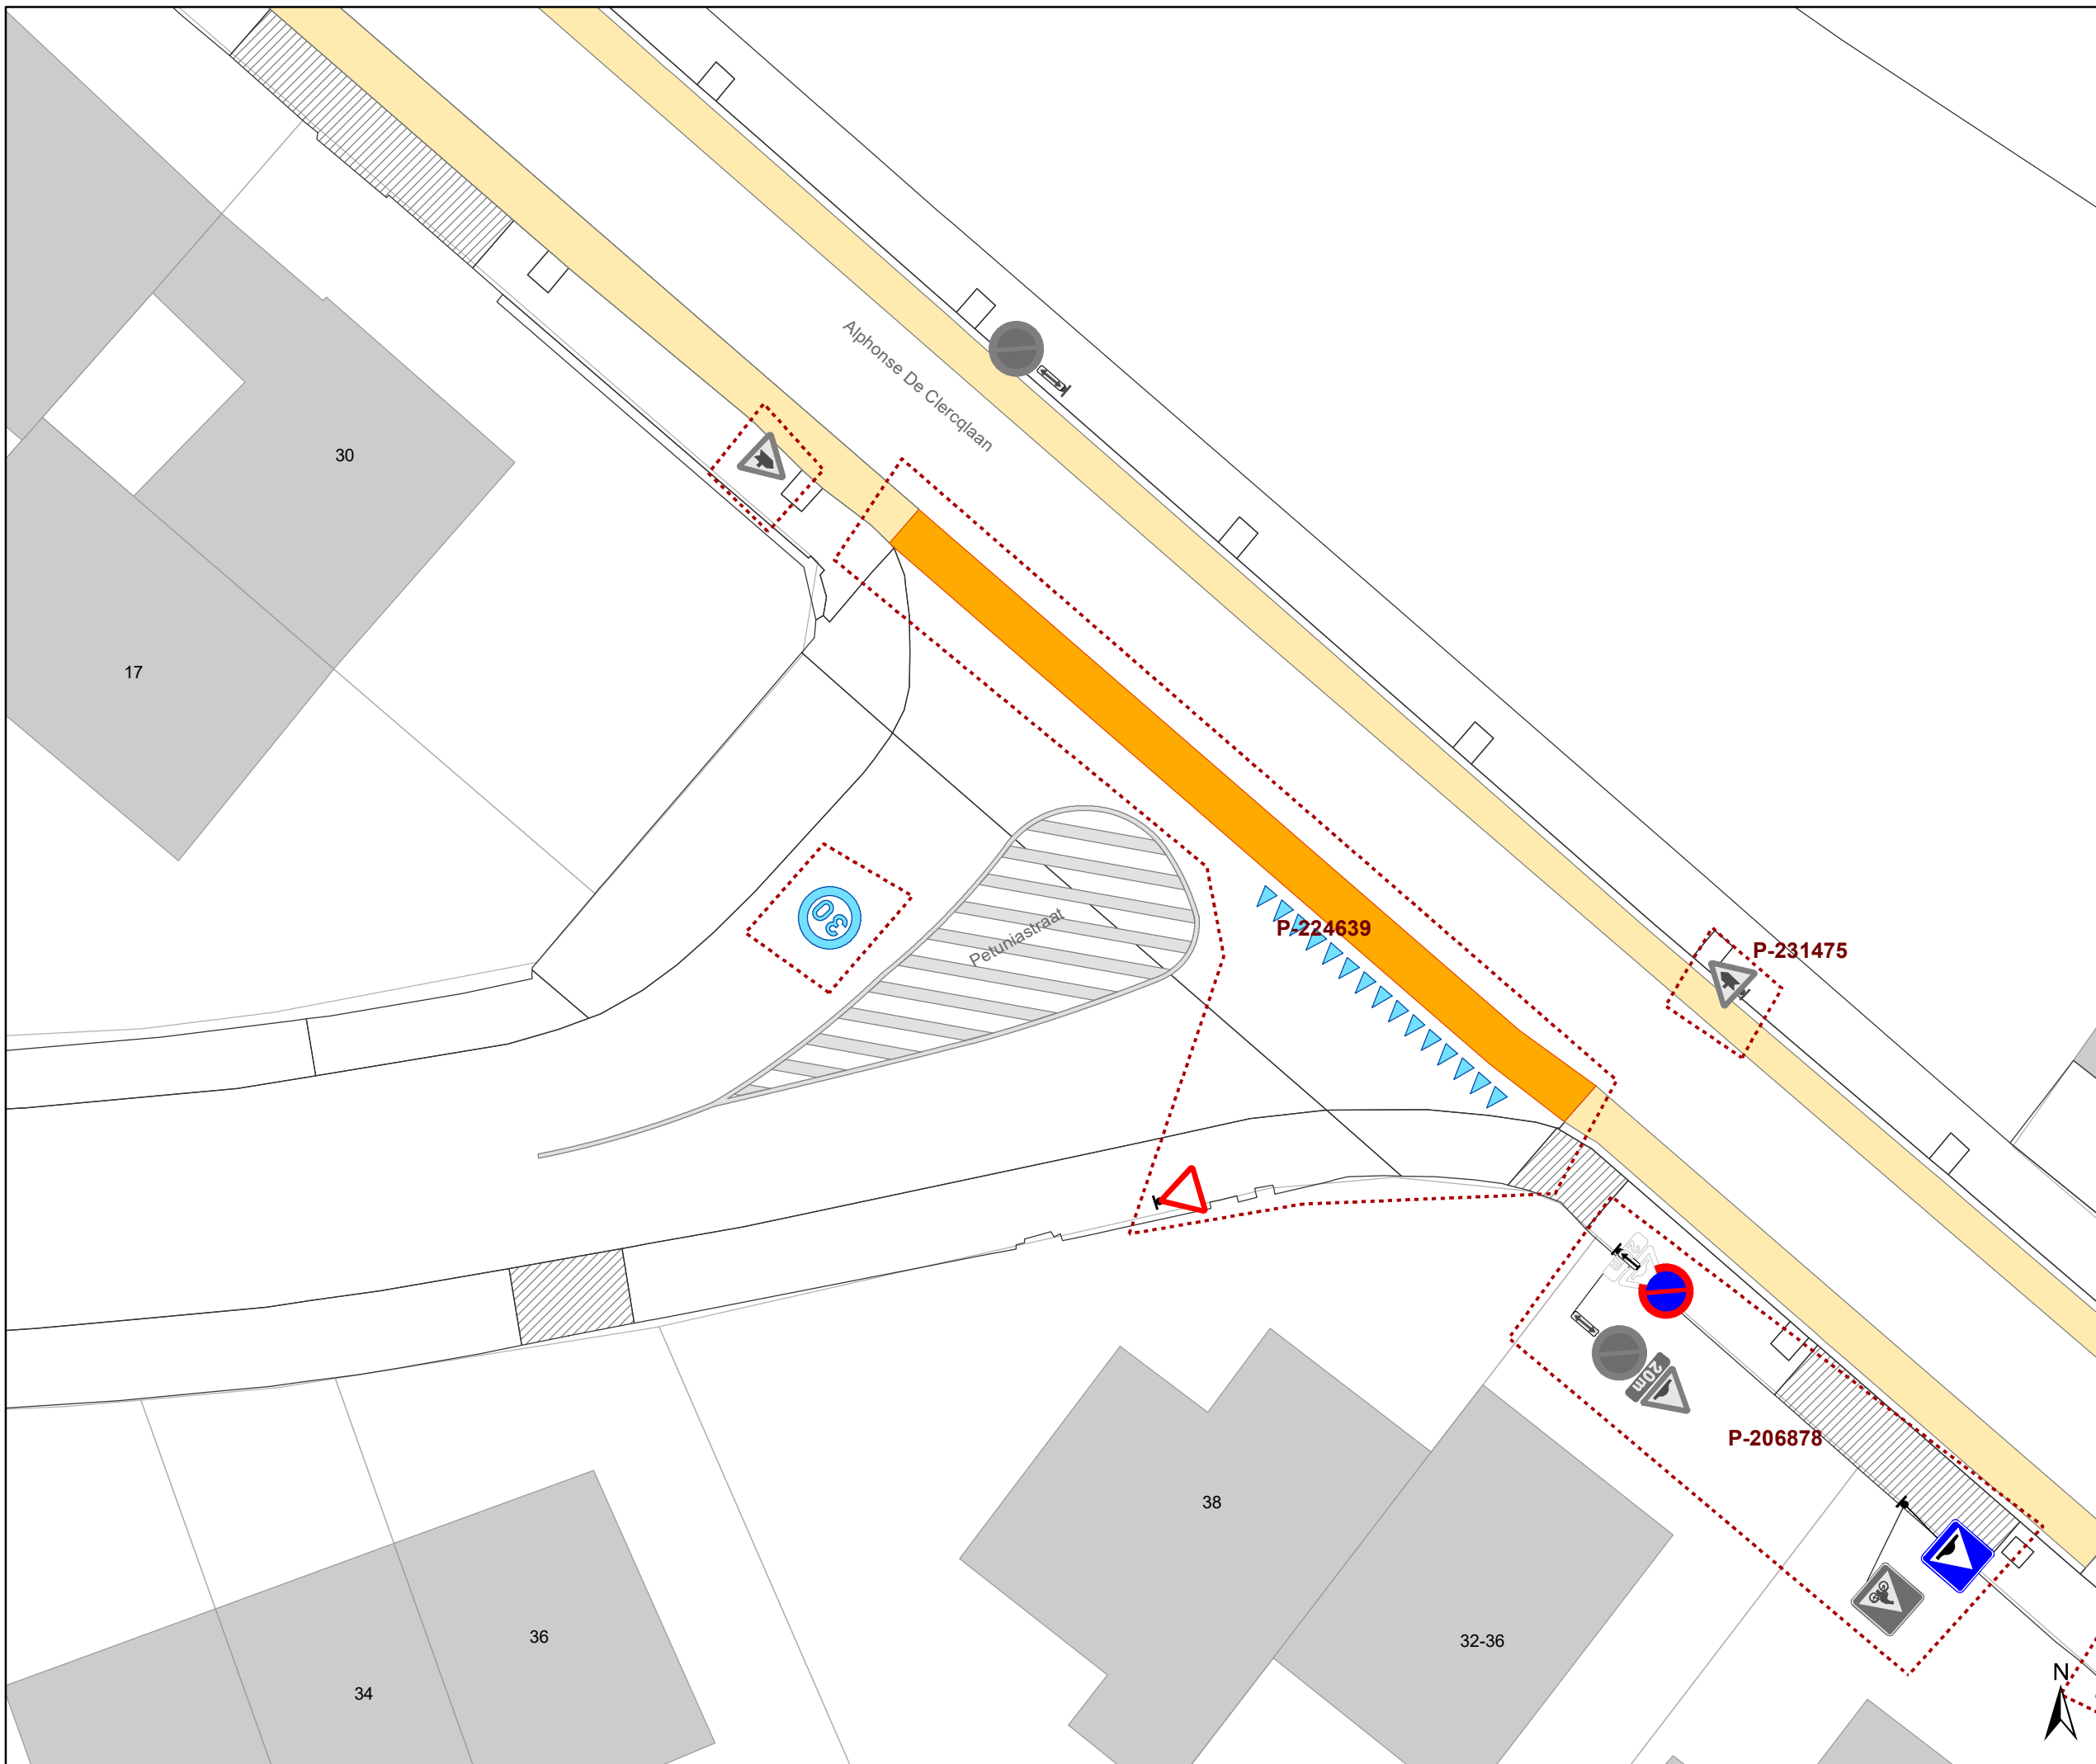 Alphonse De Clercqlaan
30
17
30
Petuniastraat
P-224639
P-231475
20m
P-206878
38
32-36
36
34
N